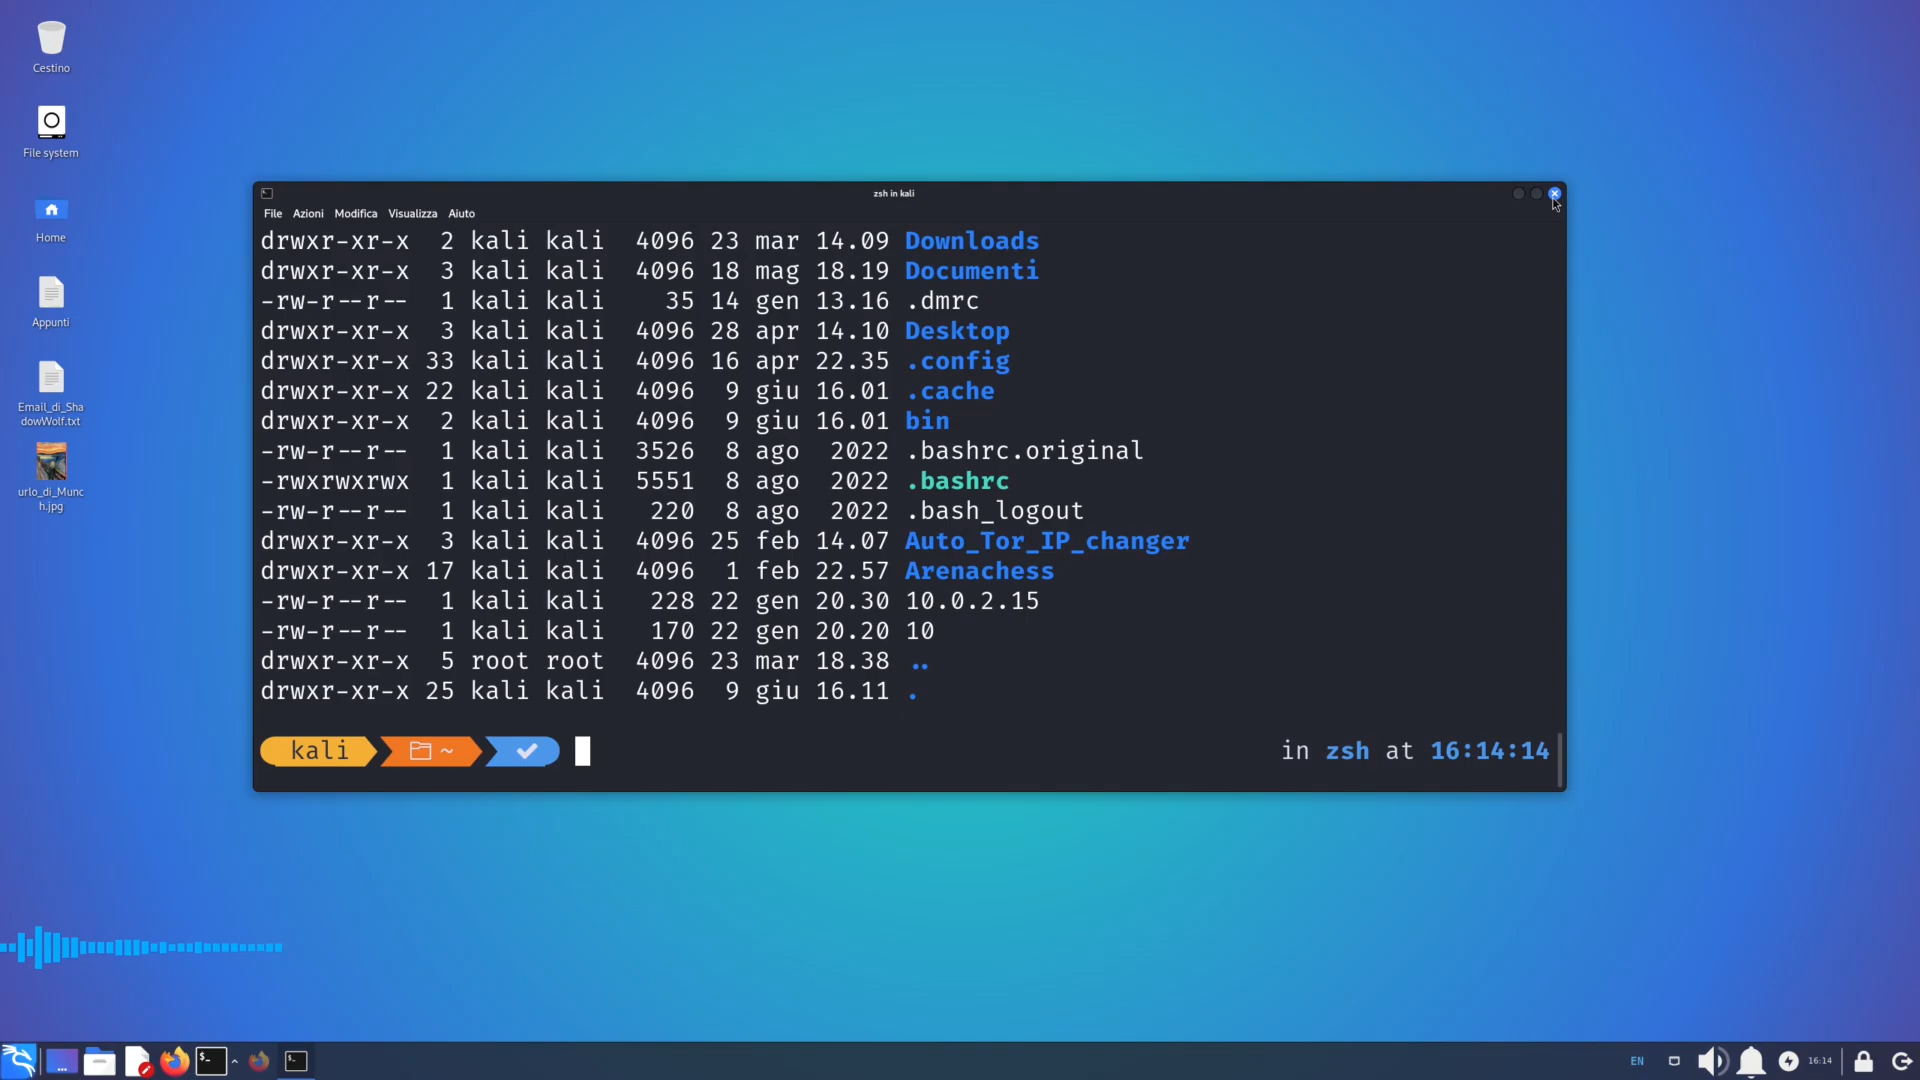 Cestino
File system
Home
Appunti
Email_di_Sha
dowWolf.txt
urlo_di_Munc
h.jpg
zsh in kali
File Azioni Modifica Visualizza Aiuto
drwxr-xr-x 2 kali kali 4096 23 mar 14.09 Downloads
drwxr-xr-x 3 kali kali 4096 18 mag 18.19 Documenti
-rw-r--r-- 1 kali kali 35 14 gen 13.16 .dmrc
drwxr-xr-x 3 kali kali 4096 28 apr 14.10 Desktop
drwxr-xr-x 33 kali kali 4096 16 apr 22.35 .config
drwxr-xr-x 22 kali kali 4096 9 giu 16.01 .cache
drwxr-xr-x 2 kali kali 4096 9 giu 16.01 bin
-rw-r--r-- 1 kali kali 3526 8 ago 2022 .bashrc.original
-rwxrwxrwx 1 kali kali 5551 8 ago 2022 .bashrc
-rw-r--r-- 1 kali kali 220 8 ago 2022 .bash_logout
drwxr-xr-x 3 kali kali 4096 25 feb 14.07 Auto_Tor_IP_changer
drwxr-xr-x 17 kali kali 4096 1 feb 22.57 Arenachess
-rw-r--r-- 1 kali kali 228 22 gen 20.30 10.0.2.15
-rw-r--r-- 1 kali kali 170 22 gen 20.20 10
drwxr-xr-x 5 root root 4096 23 mar 18.38 ..
drwxr-xr-x 25 kali kali 4096 9 giu 16.11 .
kali ~ in zsh at 16:14:14
EN 16:14